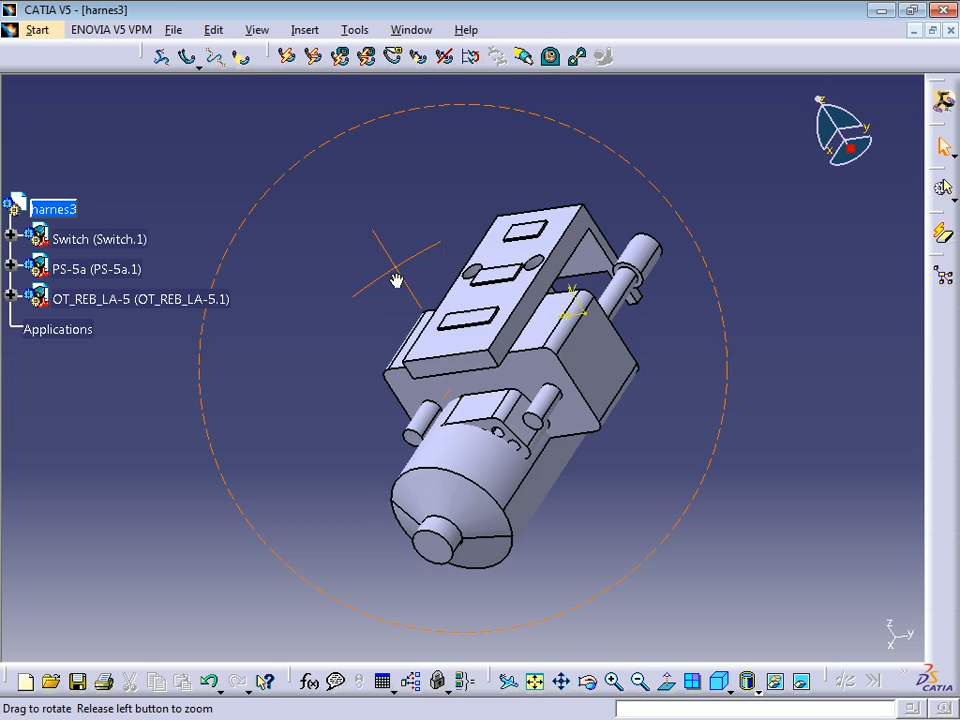 CATIA V5 - [harnes3]
Start ENOVIA V5 VPM File Edit View Insert Tools Window Help
z
y
x
harnes3
Switch (Switch.1)
PS-5a (PS-5a.1)
OT_REB_LA-5 (OT_REB_LA-5.1)
Applications
z
y
x
f(x)
CATIA
Drag to rotate Release left button to zoom